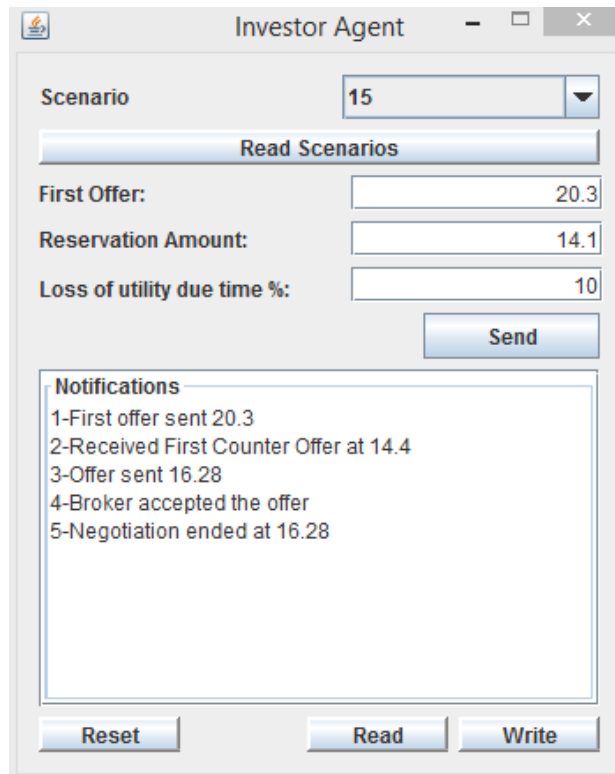 Investor Agent
Scenario 15
Read Scenarios
First Offer: 20.3
Reservation Amount: 14.1
Loss of utility due time %: 10
Send
Notifications
1-First offer sent 20.3
2-Received First Counter Offer at 14.4
3-Offer sent 16.28
4-Broker accepted the offer
5-Negotiation ended at 16.28
Reset Read Write